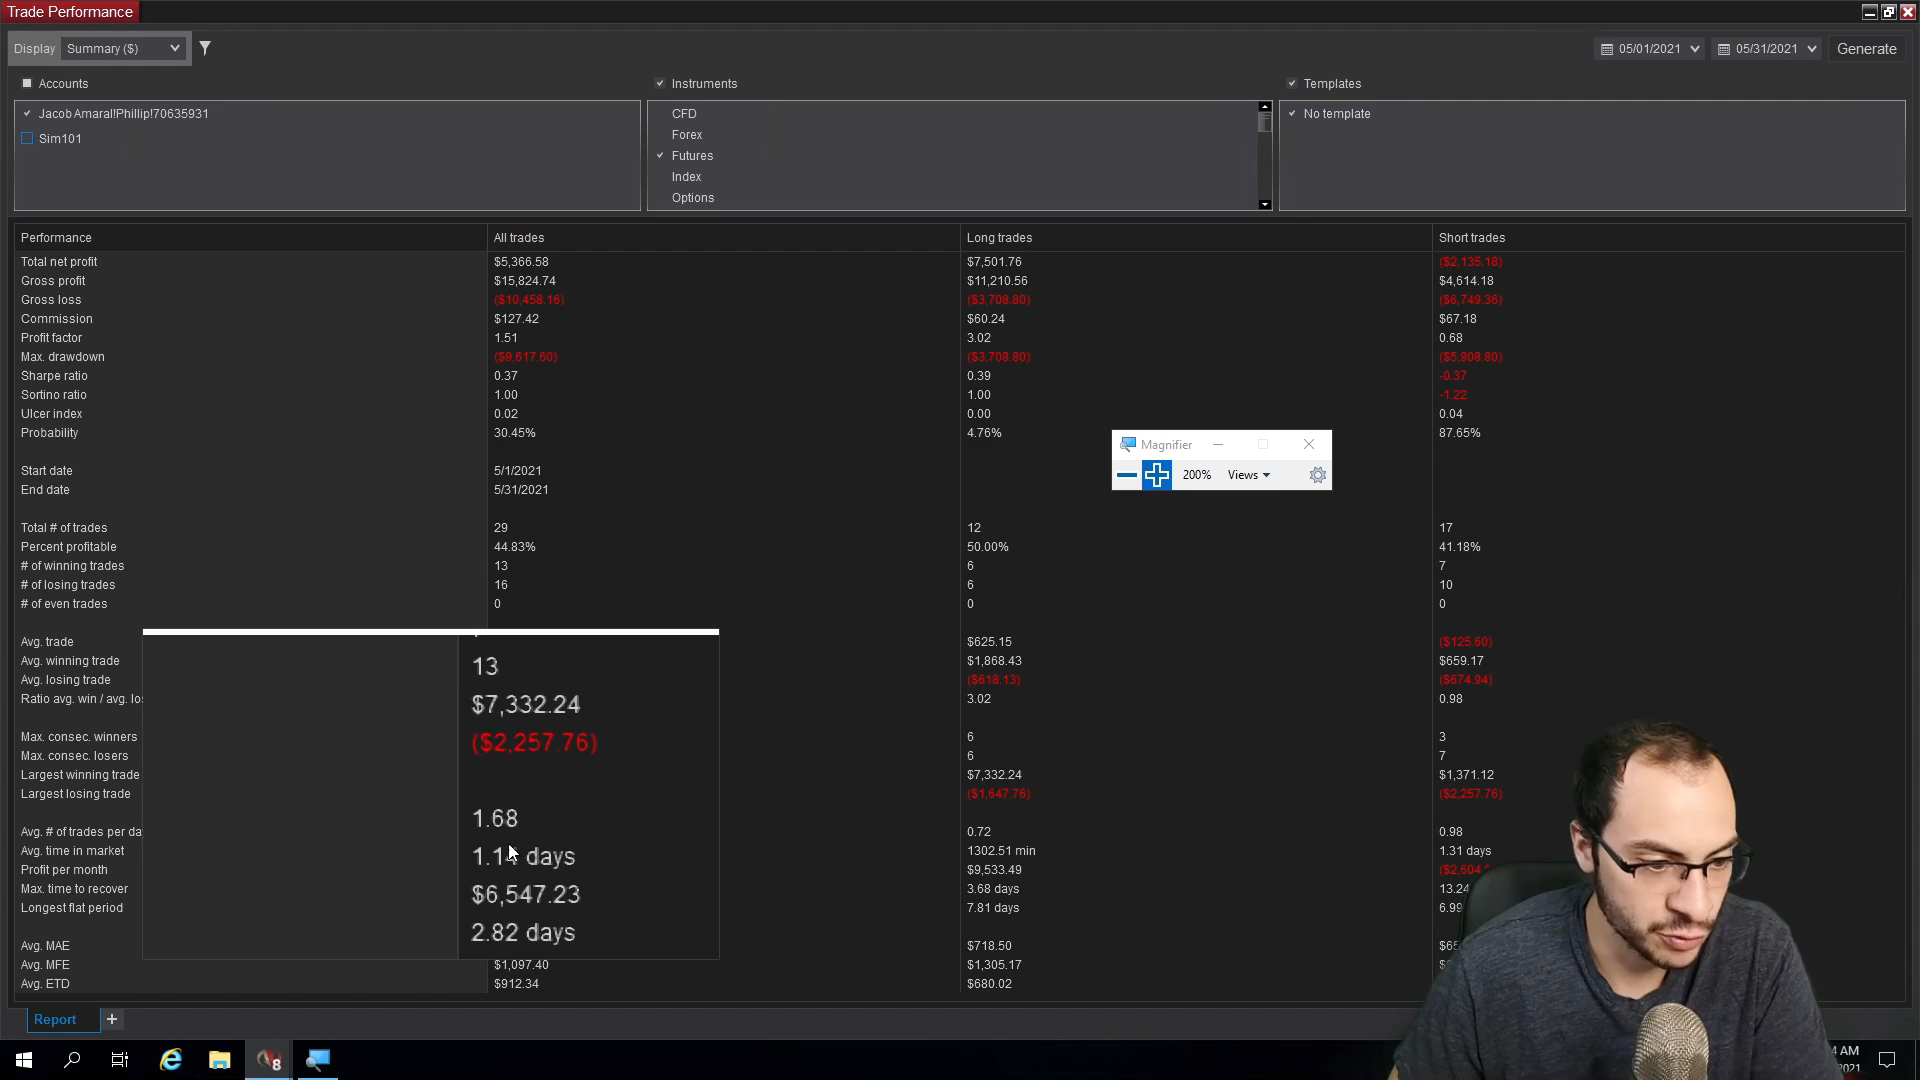 Trade Performance
Display Summary ($) 05/01/2021 05/31/2021 Generate
Accounts Instruments Templates
Jacob Amaral!Phillip!70635931 CFD No template
Sim101 Forex
Futures
Index
Options
Performance All trades Long trades Short trades
Total net profit $5,366.58 $7,501.76 ($2,135.18)
Gross profit $15,824.74 $11,210.56 $4,614.18
Gross loss ($10,458.16) ($3,708.80) ($6,749.36)
Commission $127.42 $60.24 $67.18
Profit factor 1.51 3.02 0.68
Max. drawdown ($9,617.60) ($3,708.80) ($5,908.80)
Sharpe ratio 0.37 0.39 -0.37
Sortino ratio 1.00 1.00 -1.22
Ulcer index 0.02 0.00 0.04
Probability 30.45% 4.76% 87.65%
Magnifier
200% Views
Start date 5/1/2021
End date 5/31/2021
Total # of trades 29 12 17
Percent profitable 44.83% 50.00% 41.18%
# of winning trades 13 6 7
# of losing trades 16 6 10
# of even trades 0 0 0
Avg. trade $625.15 ($125.60)
Avg. winning trade $1,868.43 $659.17
Avg. losing trade ($618.13) ($674.94)
Ratio avg. win / avg. lo 3.02 0.98
Max. consec. winners 6 3
Max. consec. losers 6 7
Largest winning trade $7,332.24 $1,371.12
Largest losing trade ($1,647.76) ($2,257.76)
Avg. # of trades per da 0.72 0.98
Avg. time in market 1302.51 min 1.31 days
Profit per month $9,533.49 ($2,604
Max. time to recover 3.68 days 13.24
Longest flat period 7.81 days 6.99
13
$7,332.24
($2,257.76)
1.68
days
$6,547.23
2.82 days
Avg. MAE $718.50
Avg. MFE $1,097.40 $1,305.17
Avg. ETD $912.34 $680.02
Report +
8 4 AM
2021